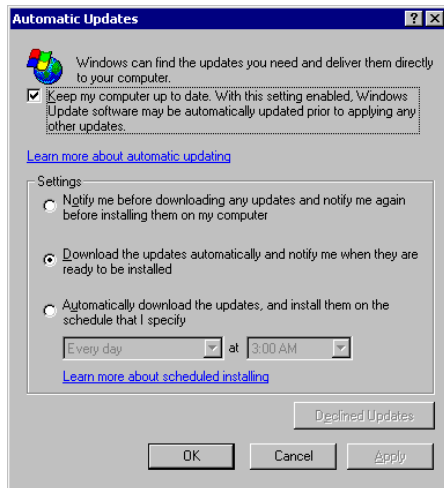 Automatic Updates
Windows can find the updates you need and deliver them directly
to your computer.
Keep my computer up to date. With this setting enabled, Windows
Update software may be automatically updated prior to applying any
other updates.
Learn more about automatic updating
Settings
Notify me before downloading any updates and notify me again
before installing them on my computer
Download the updates automatically and notify me when they are
ready to be installed
Automatically download the updates, and install them on the
schedule that I specify
Every day at 3:00 AM
Learn more about scheduled installing
Declined Updates
OK Cancel Apply